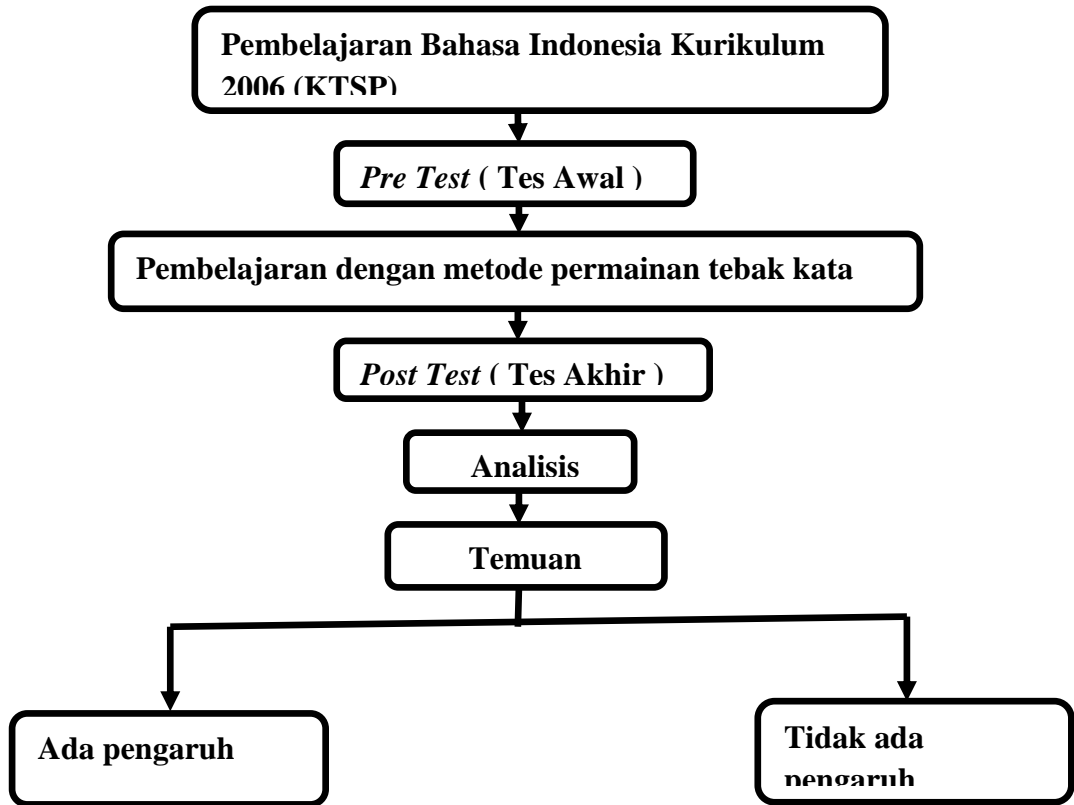 Pembelajaran Bahasa Indonesia Kurikulum
2006 (KTSP)
Pre Test ( Tes Awal )
Pembelajaran dengan metode permainan tebak kata
Post Test ( Tes Akhir )
Analisis
Temuan
Ada pengaruh
Tidak ada
pengaruh